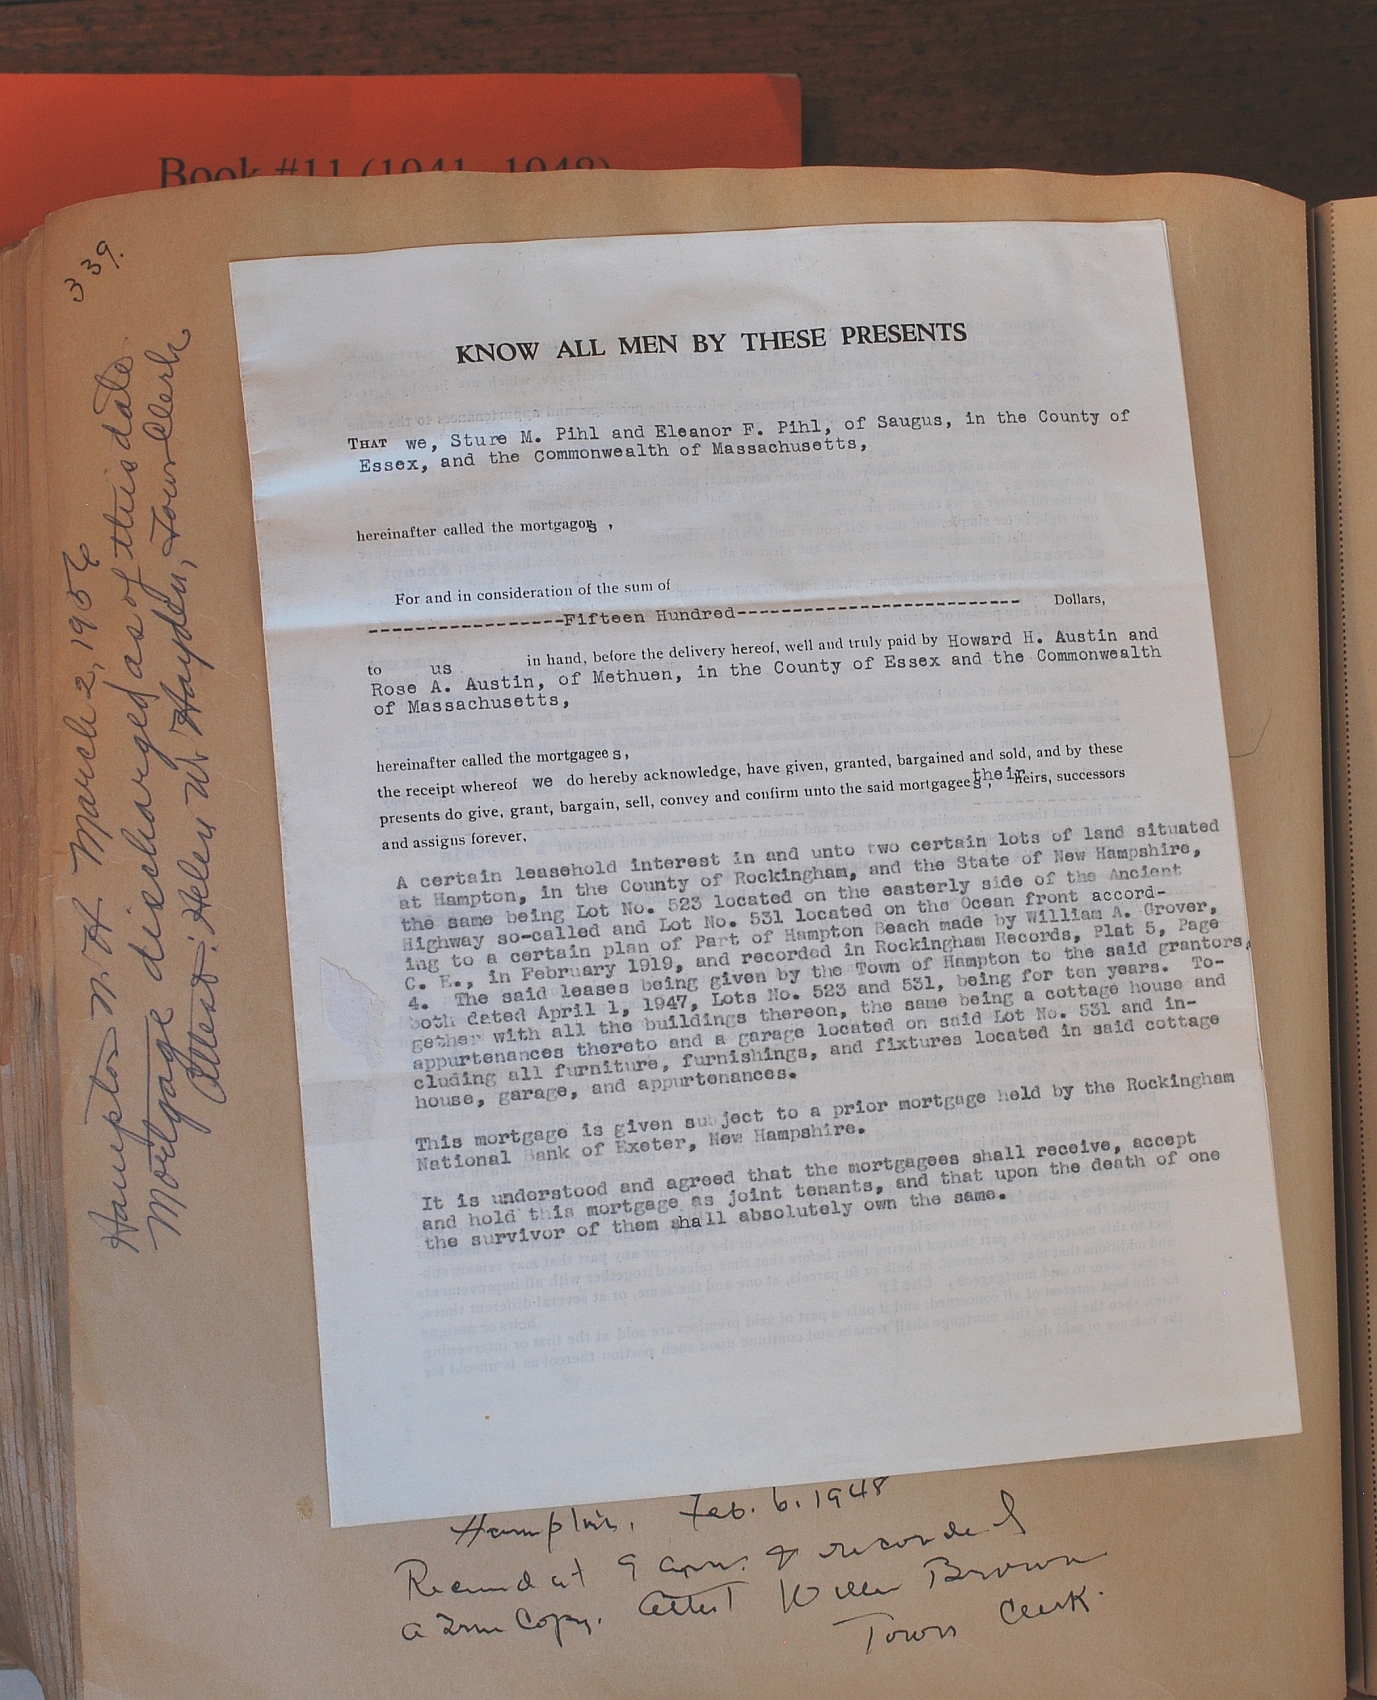 Book #11 (1941-1948)
339.
Hampton N. H. March 2, 1956
Mortgage discharged as of this date.
Attest: Helen W. Hayden, Town Clerk
KNOW ALL MEN BY THESE PRESENTS
THAT we, Sture M. Pihl and Eleanor F. Pihl, of Saugus, in the County of
Essex, and the Commonwealth of Massachusetts,
hereinafter called the mortgagors ,
For and in consideration of the sum of
------------------Fifteen Hundred-------------------------- Dollars,
to us in hand, before the delivery hereof, well and truly paid by Howard H. Austin and
Rose A. Austin, of Methuen, in the County of Essex and the Commonwealth
of Massachusetts,
hereinafter called the mortgagee s,
the receipt whereof we do hereby acknowledge, have given, granted, bargained and sold, and by these
presents do give, grant, bargain, sell, convey and confirm unto the said mortgagees, their heirs, successors
and assigns forever,
A certain leasehold interest in and unto two certain lots of land situated
at Hampton, in the County of Rockingham, and the State of New Hampshire,
the same being Lot No. 523 located on the easterly side of the Ancient
Highway so-called and Lot No. 531 located on the Ocean front accord-
ing to a certain plan of Part of Hampton Beach made by William A. Grover,
C. E., in February 1919, and recorded in Rockingham Records, Plat 5, Page
4. The said leases being given by the Town of Hampton to the said grantors,
both dated April 1, 1947, Lots No. 523 and 531, being for ten years. To-
gether with all the buildings thereon, the same being a cottage house and
appurtenances thereto and a garage located on said Lot No. 531 and in-
cluding all furniture, furnishings, and fixtures located in said cottage
house, garage, and appurtenances.
This mortgage is given subject to a prior mortgage held by the Rockingham
National Bank of Exeter, New Hampshire.
It is understood and agreed that the mortgagees shall receive, accept
and hold this mortgage as joint tenants, and that upon the death of one
the survivor of them shall absolutely own the same.
Hampton, Feb. 6. 1948
Received at 9 a.m. & recorded
a True Copy. Attest William Brown
Town Clerk.